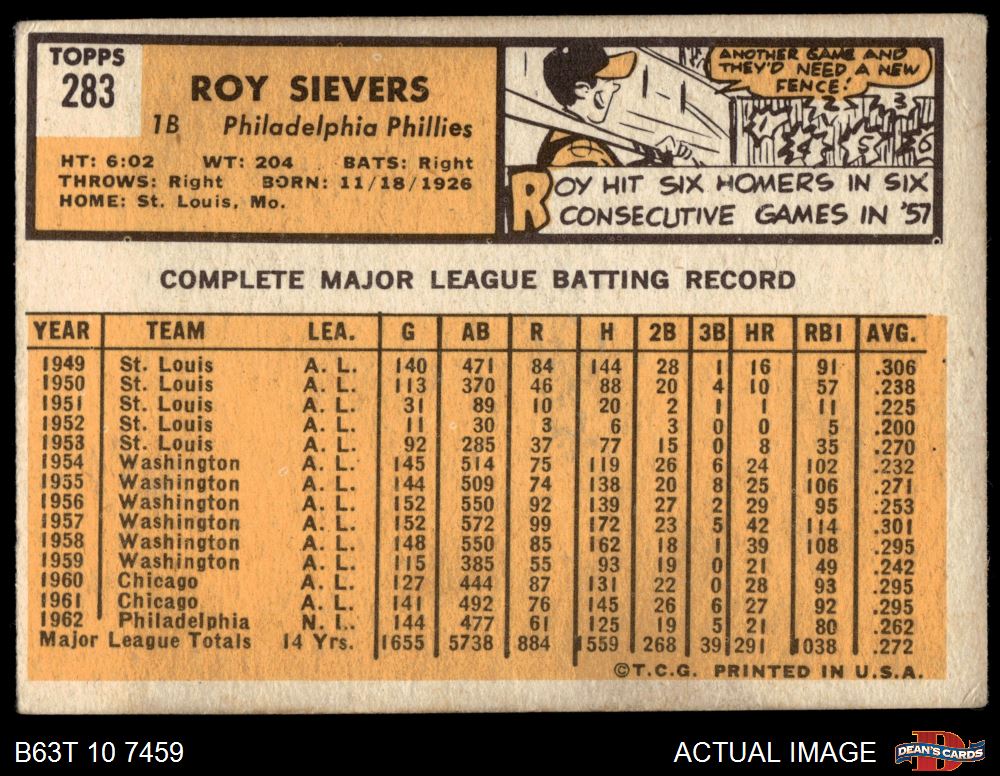 TOPPS
283
ROY SIEVERS
1B Philadelphia Phillies
HT: 6:02 WT: 204 BATS: Right
THROWS: Right BORN: 11/18/1926
HOME: St. Louis, Mo.
ANOTHER GAME AND
THEY'D NEED A NEW
FENCE!
1 2 3
4 5 6
ROY HIT SIX HOMERS IN SIX
CONSECUTIVE GAMES IN '57
COMPLETE MAJOR LEAGUE BATTING RECORD
YEAR TEAM LEA. G AB R H 2B 3B HR RBI AVG.
1949 St. Louis A. L. 140 471 84 144 28 1 16 91 .306
1950 St. Louis A. L. 113 370 46 88 20 4 10 57 .238
1951 St. Louis A. L. 31 89 10 20 2 1 1 11 .225
1952 St. Louis A. L. 11 30 3 6 3 0 0 5 .200
1953 St. Louis A. L. 92 285 37 77 15 0 8 35 .270
1954 Washington A. L. 145 514 75 119 26 6 24 102 .232
1955 Washington A. L. 144 509 74 138 20 8 25 106 .271
1956 Washington A. L. 152 550 92 139 27 2 29 95 .253
1957 Washington A. L. 152 572 99 172 23 5 42 114 .301
1958 Washington A. L. 148 550 85 162 18 1 39 108 .295
1959 Washington A. L. 115 385 55 93 19 0 21 49 .242
1960 Chicago A. L. 127 444 87 131 22 0 28 93 .295
1961 Chicago A. L. 141 492 76 145 26 6 27 92 .295
1962 Philadelphia N. L. 144 477 61 125 19 5 21 80 .262
Major League Totals 14 Yrs. 1655 5738 884 1559 268 39 291 1038 .272
©T.C.G. PRINTED IN U.S.A.
B63T 10 7459 ACTUAL IMAGE DEAN'S CARDS